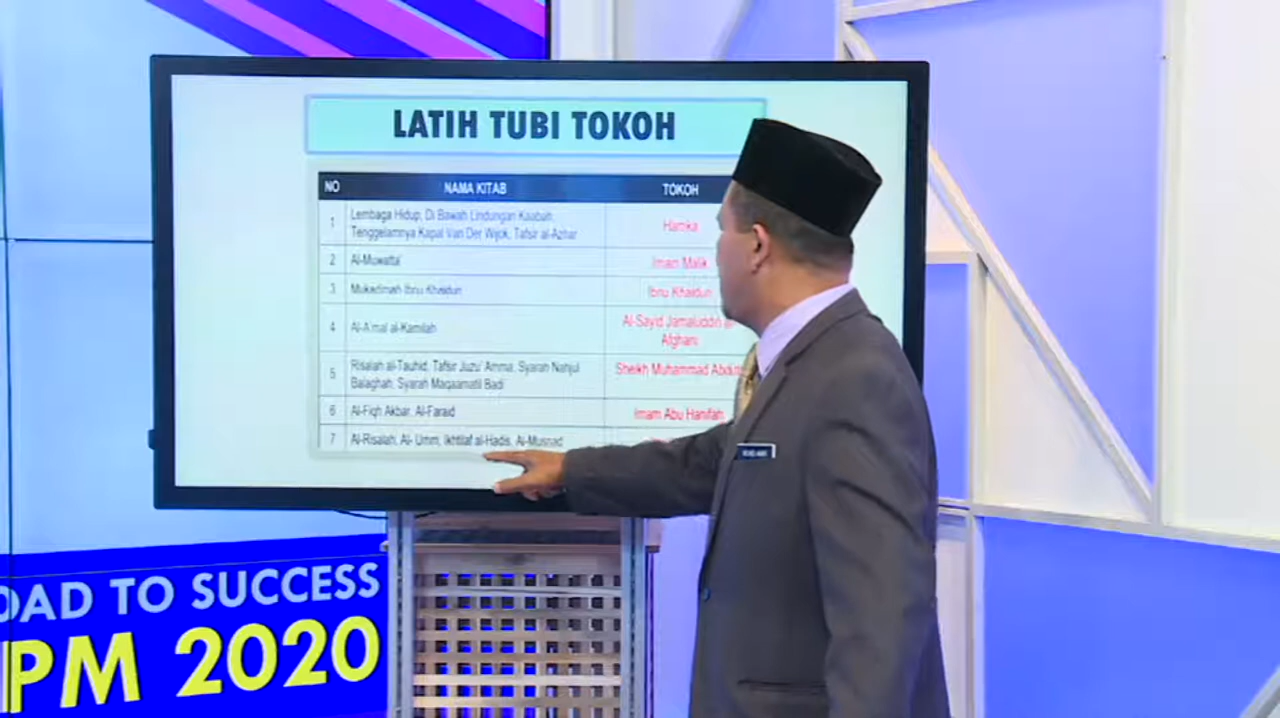 LATIH TUBI TOKOH
NO NAMA KITAB TOKOH
1 Lembaga Hidup, Di Bawah Lindungan Kaabah, Hamka
Tenggelamnya Kapal Van Der Wijck, Tafsir al-Azhar
2 Al-Muwatta' Imam Malik
3 Mukadimah Ibnu Khaldun Ibnu Khaldun
4 Al-A'mal al-Kamilah Al-Sayid Jamaluddin
Afghani
5 Risalah al-Tauhid, Tafsir Juzu' Amma, Syarah Nahjul Sheikh Muhammad
Balaghah, Syarah Maqaamatil Badi'
6 Al-Fiqh Akbar, Al-Faraid Imam Abu Hanifah
7 Al-Risalah, Al- Umm, Ikhtilaf al-Hadis, Al-Musnad
OAD TO SUCCESS
PM 2020